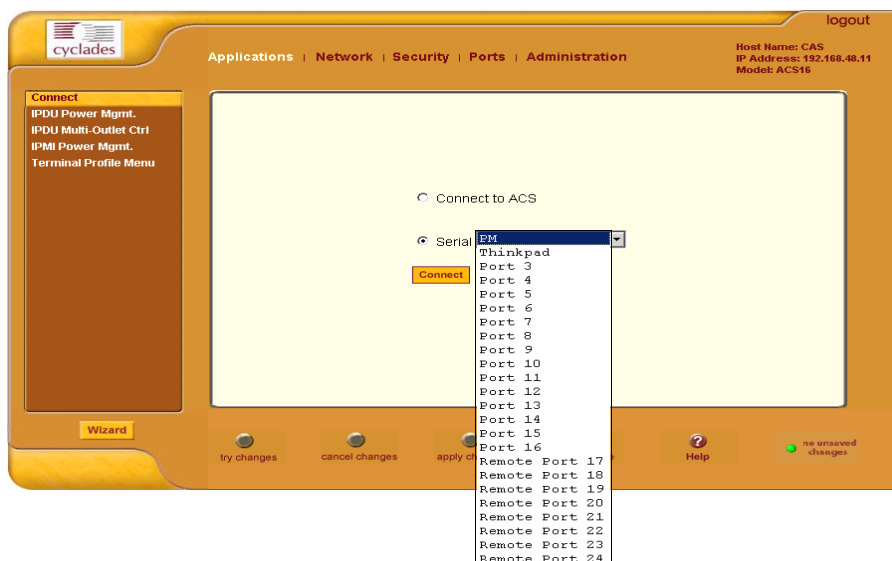 logout
cyclades
Applications | Network | Security | Ports | Administration
Host Name: CAS
IP Address: 192.168.48.11
Model: ACS16
Connect
IPDU Power Mgmt.
IPDU Multi-Outlet Ctrl
IPMI Power Mgmt.
Terminal Profile Menu
Connect to ACS
Serial
PM
Thinkpad
Connect
Port 3
Port 4
Port 5
Port 6
Port 7
Port 8
Port 9
Port 10
Port 11
Port 12
Port 13
Port 14
Port 15
Port 16
Remote Port 17
Remote Port 18
Remote Port 19
Remote Port 20
Remote Port 21
Remote Port 22
Remote Port 23
Remote Port 24
Wizard
try changes
cancel changes
apply ch
Help
no unsaved
changes